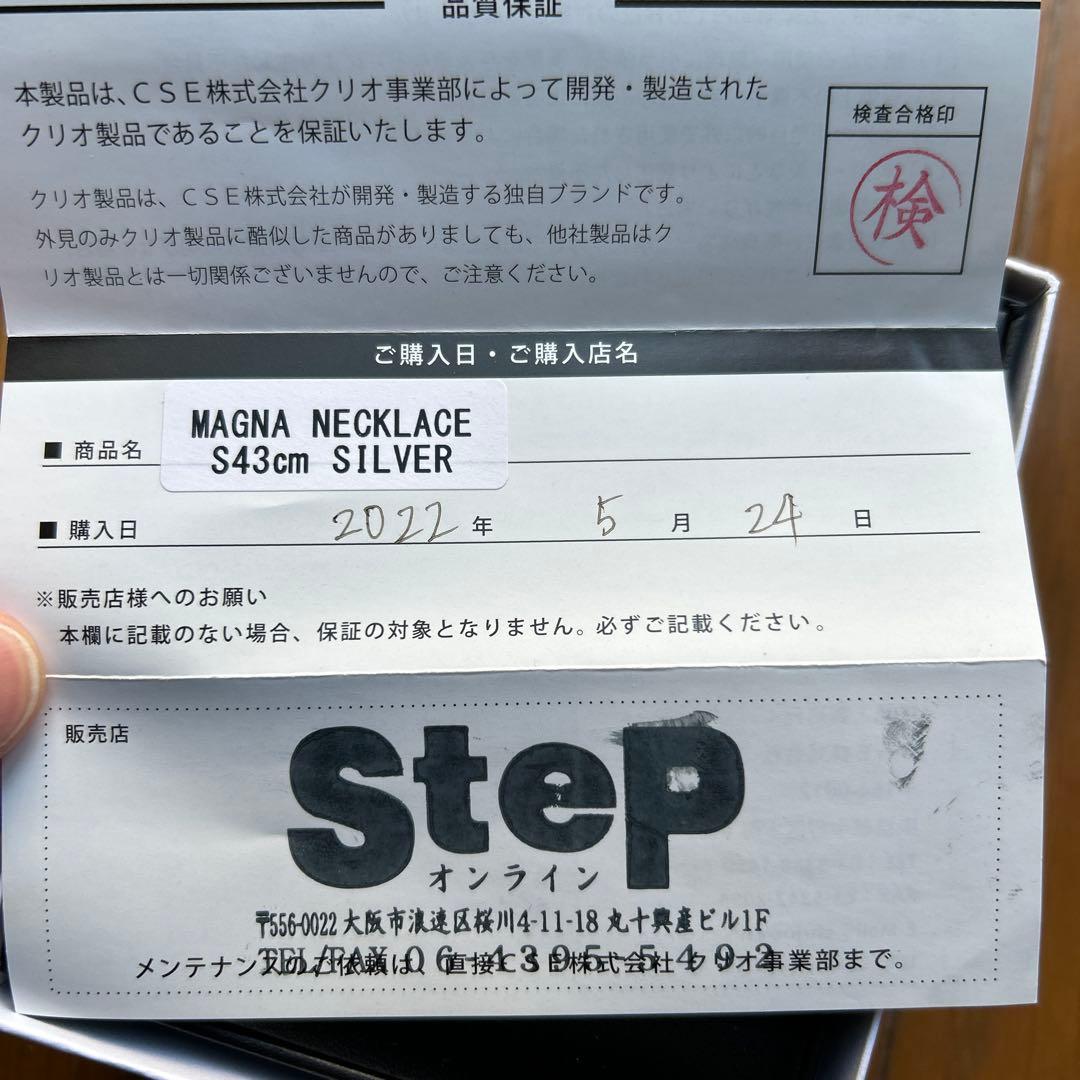 品質保証
本製品は、CSE株式会社クリオ事業部によって開発・製造された
クリオ製品であることを保証いたします。
クリオ製品は、CSE株式会社が開発・製造する独自ブランドです。
外見のみクリオ製品に酷似した商品がありましても、他社製品はク
リオ製品とは一切関係ございませんので、ご注意ください。
検査合格印
検
ご購入日・ご購入店名
■ 商品名 MAGNA NECKLACE
S43cm SILVER
■ 購入日 2022 年 5 月 24 日
※販売店様へのお願い
本欄に記載のない場合、保証の対象となりません。必ずご記載ください。
販売店
Step
オンライン
〒556-0022 大阪市浪速区桜川4-11-18 丸十興産ビル1F
TEL/FAX 06-4395-5492
メンテナンスのご依頼は、直接CSE株式会社 クリオ事業部まで。